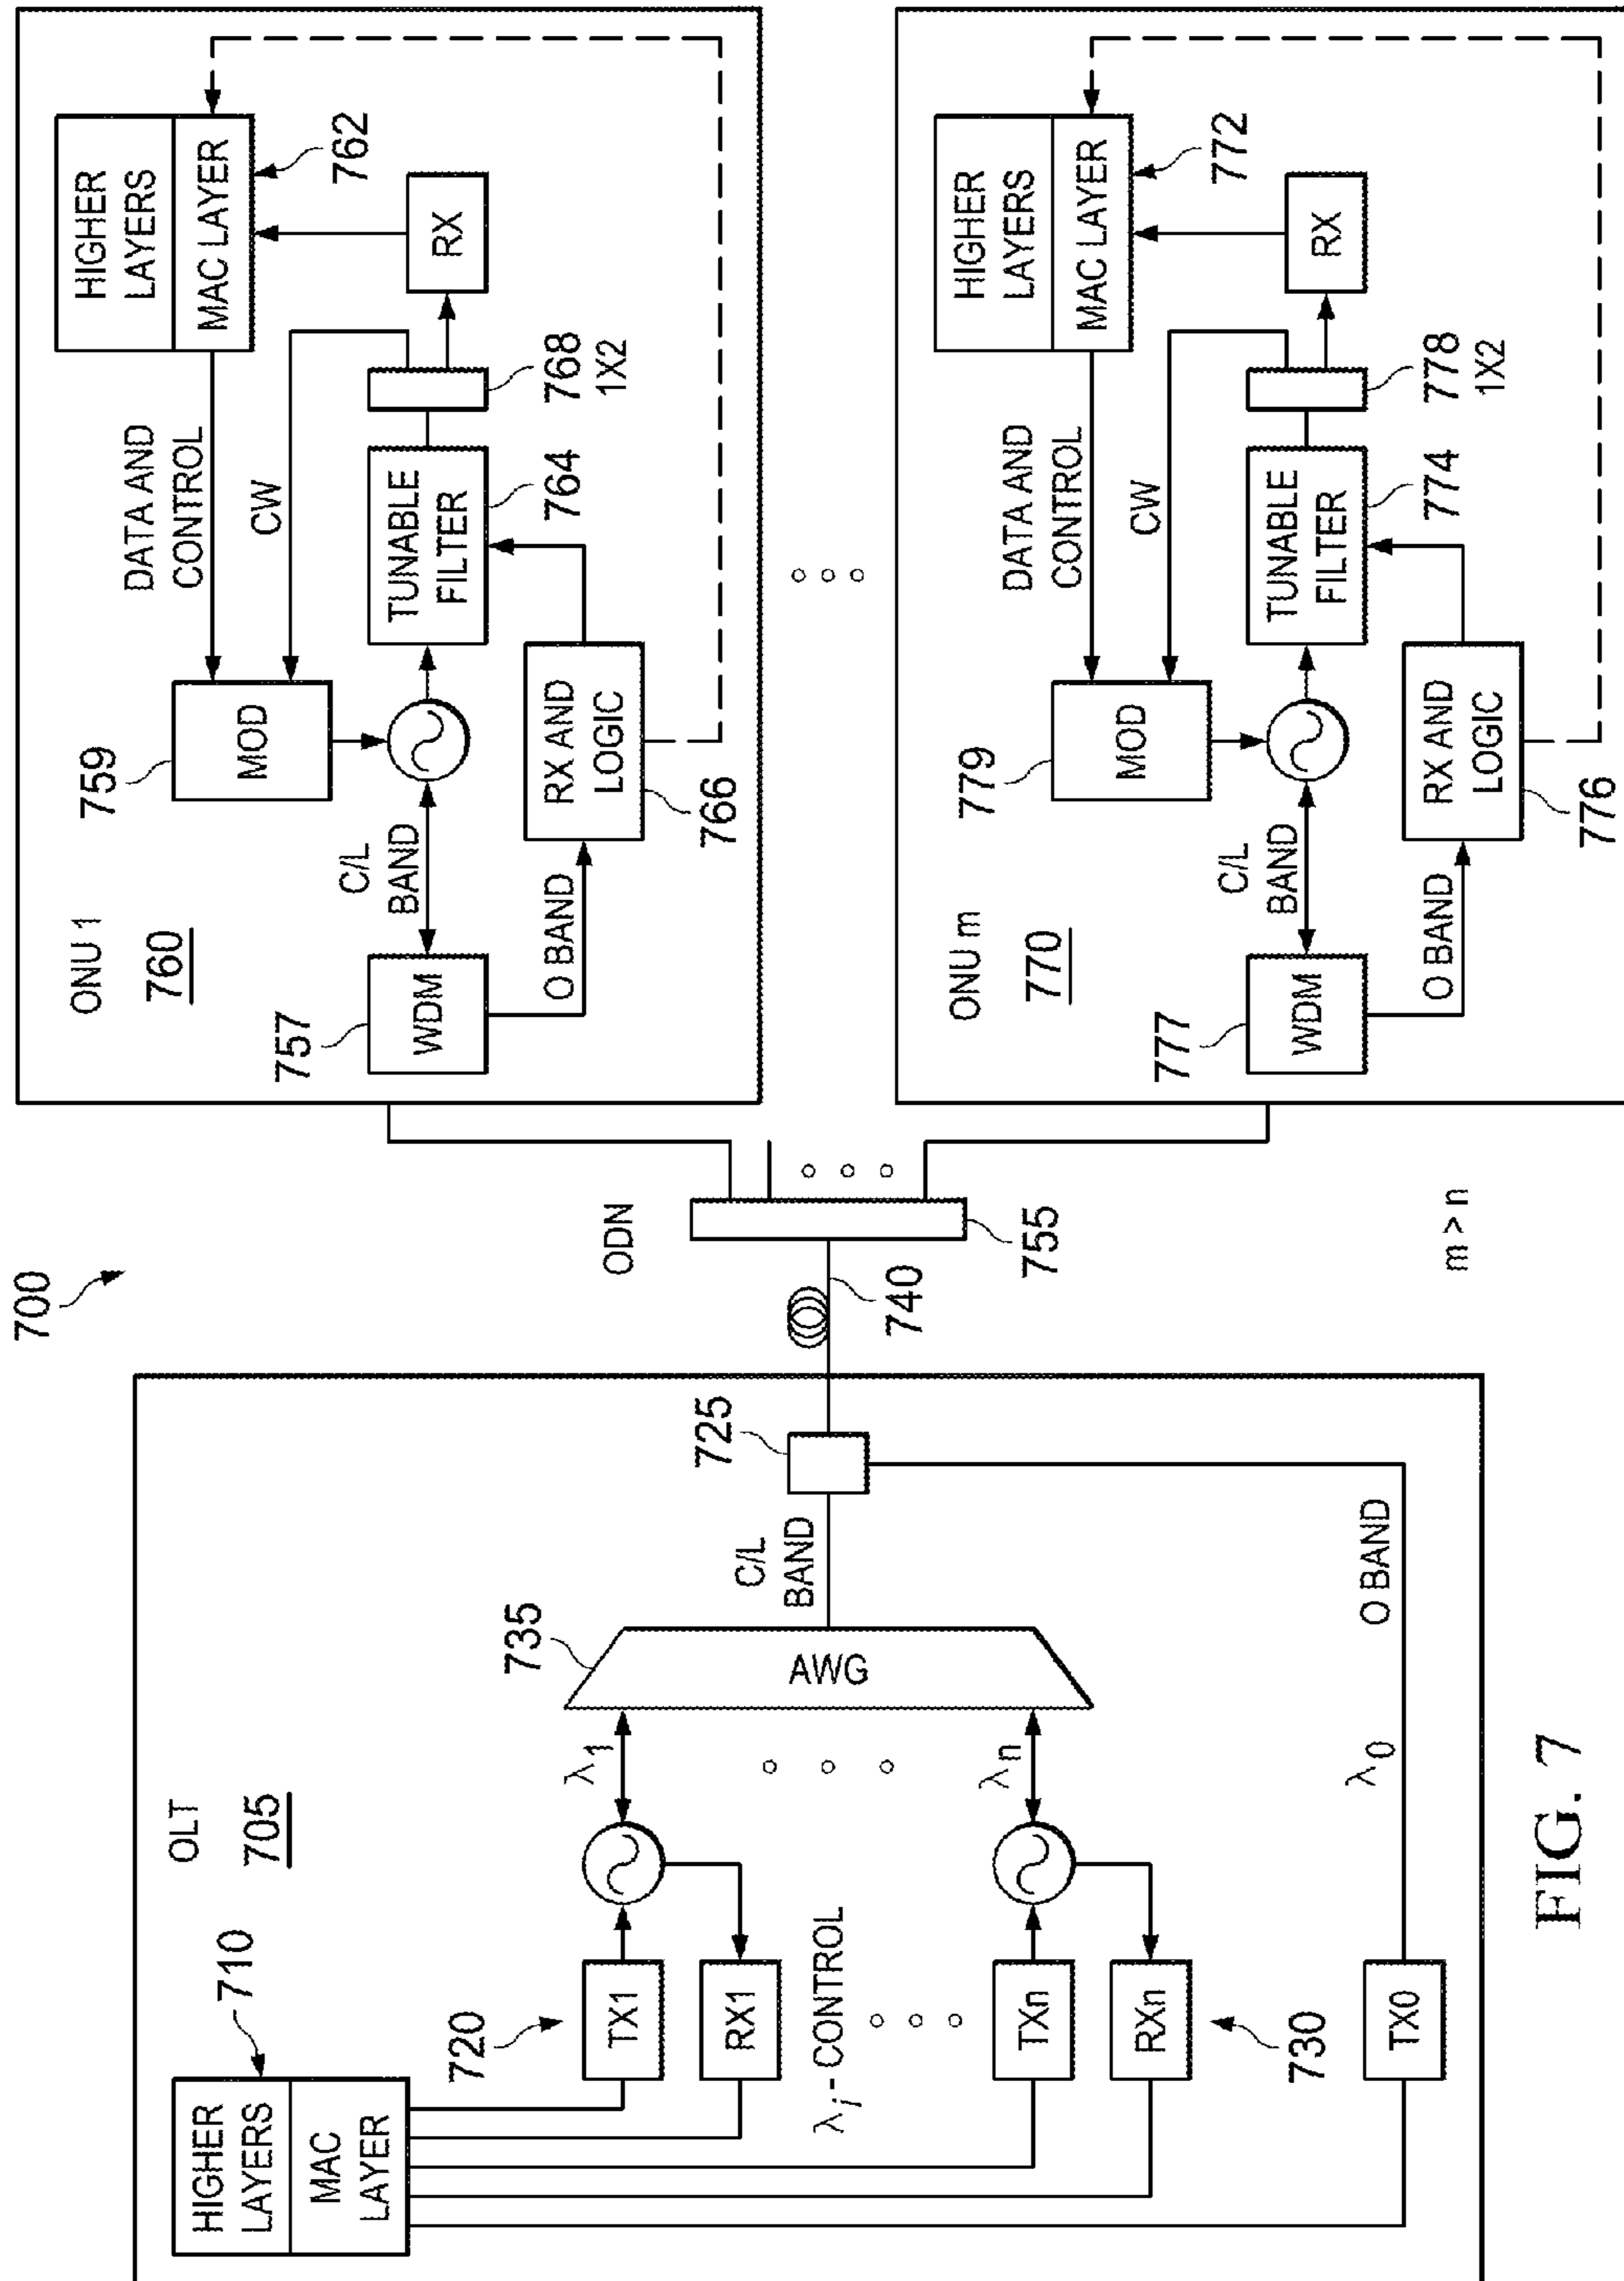 700
OLT
705
710
HIGHER
LAYERS
MAC
LAYER
720
TX1
RX1
λi - CONTROL
TXn
RXn
730
TX0
λ1
λn
λ0
735
AWG
C/L
BAND
O BAND
725
740
ODN
755
m > n
ONU 1
760
757
WDM
C/L
BAND
O BAND
759
MOD
DATA AND
CONTROL
CW
TUNABLE
FILTER
764
RX AND
LOGIC
766
768
1X2
RX
HIGHER
LAYERS
MAC LAYER
762
ONU m
770
777
WDM
C/L
BAND
O BAND
779
MOD
DATA AND
CONTROL
CW
TUNABLE
FILTER
774
RX AND
LOGIC
776
778
1X2
RX
HIGHER
LAYERS
MAC LAYER
772
FIG. 7